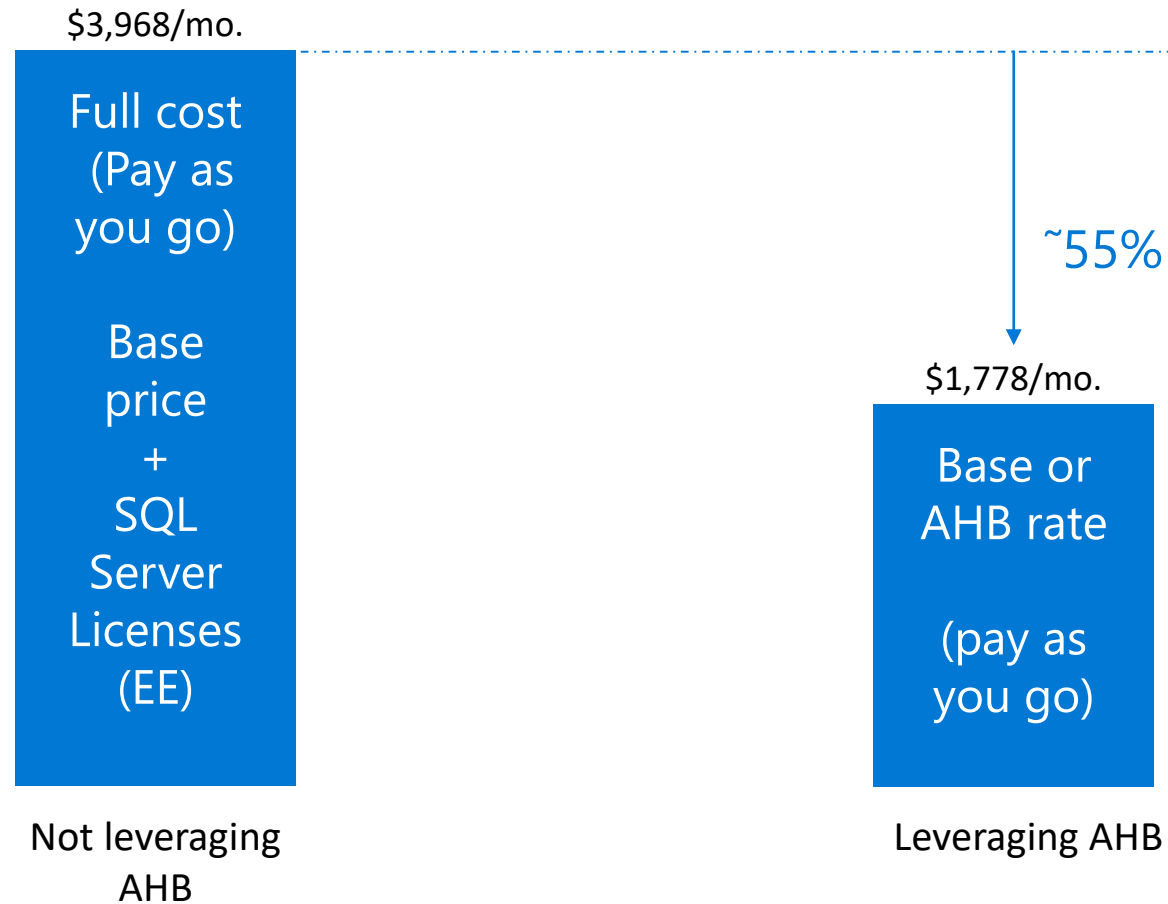 $3,968/mo.
Full cost
(Pay as
you go)
Base
price
+
SQL
Server
Licenses
(EE)
Not leveraging
AHB
~55%
$1,778/mo.
Base or
AHB rate
(pay as
you go)
Leveraging AHB